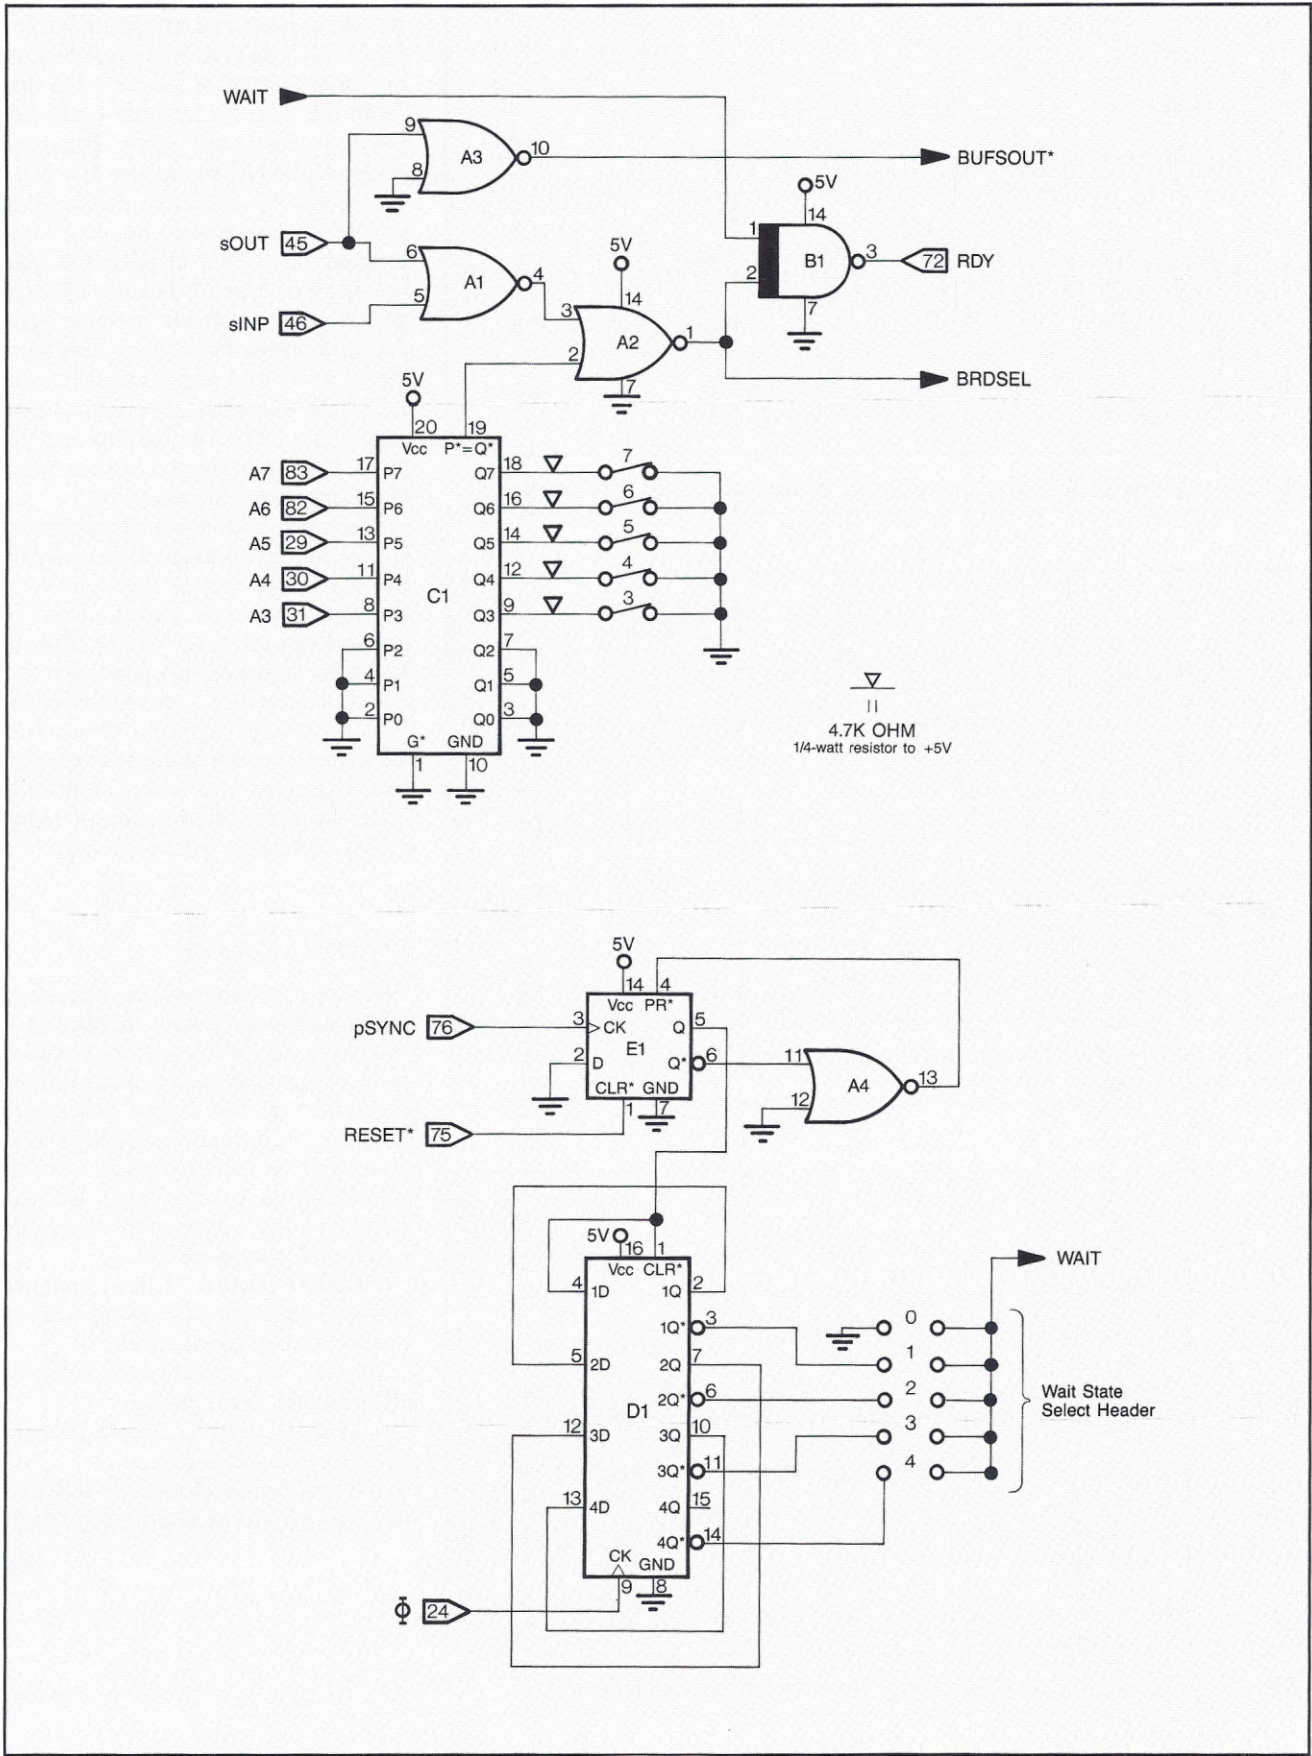 WAIT
9
A3
10
8
BUFSOUT*
5V
14
1
B1
3
72 RDY
2
7
sOUT 45
6
A1
4
5
sINP 46
5V
14
3
A2
1
2
7
BRDSEL
5V
20 19
Vcc P*=Q*
A7 83 17 P7 Q7 18 7
A6 82 15 P6 Q6 16 6
A5 29 13 P5 Q5 14 5
A4 30 11 P4 Q4 12 4
C1
A3 31 8 P3 Q3 9 3
6 P2 Q2 7
4 P1 Q1 5
2 P0 Q0 3
G* GND
1 10
4.7K OHM
1/4-watt resistor to +5V
5V
14 4
Vcc PR*
pSYNC 76 3 CK Q 5
E1
2 D Q* 6
CLR* GND
1 7
RESET* 75
11
A4
13
12
5V
16 1
Vcc CLR*
4 1D 1Q 2
1Q* 3
5 2D 2Q 7
2Q* 6
D1
12 3D 3Q 10
3Q* 11
13 4D 4Q 15
4Q* 14
CK GND
9 8
Φ 24
WAIT
0
1
2
3
4
Wait State
Select Header